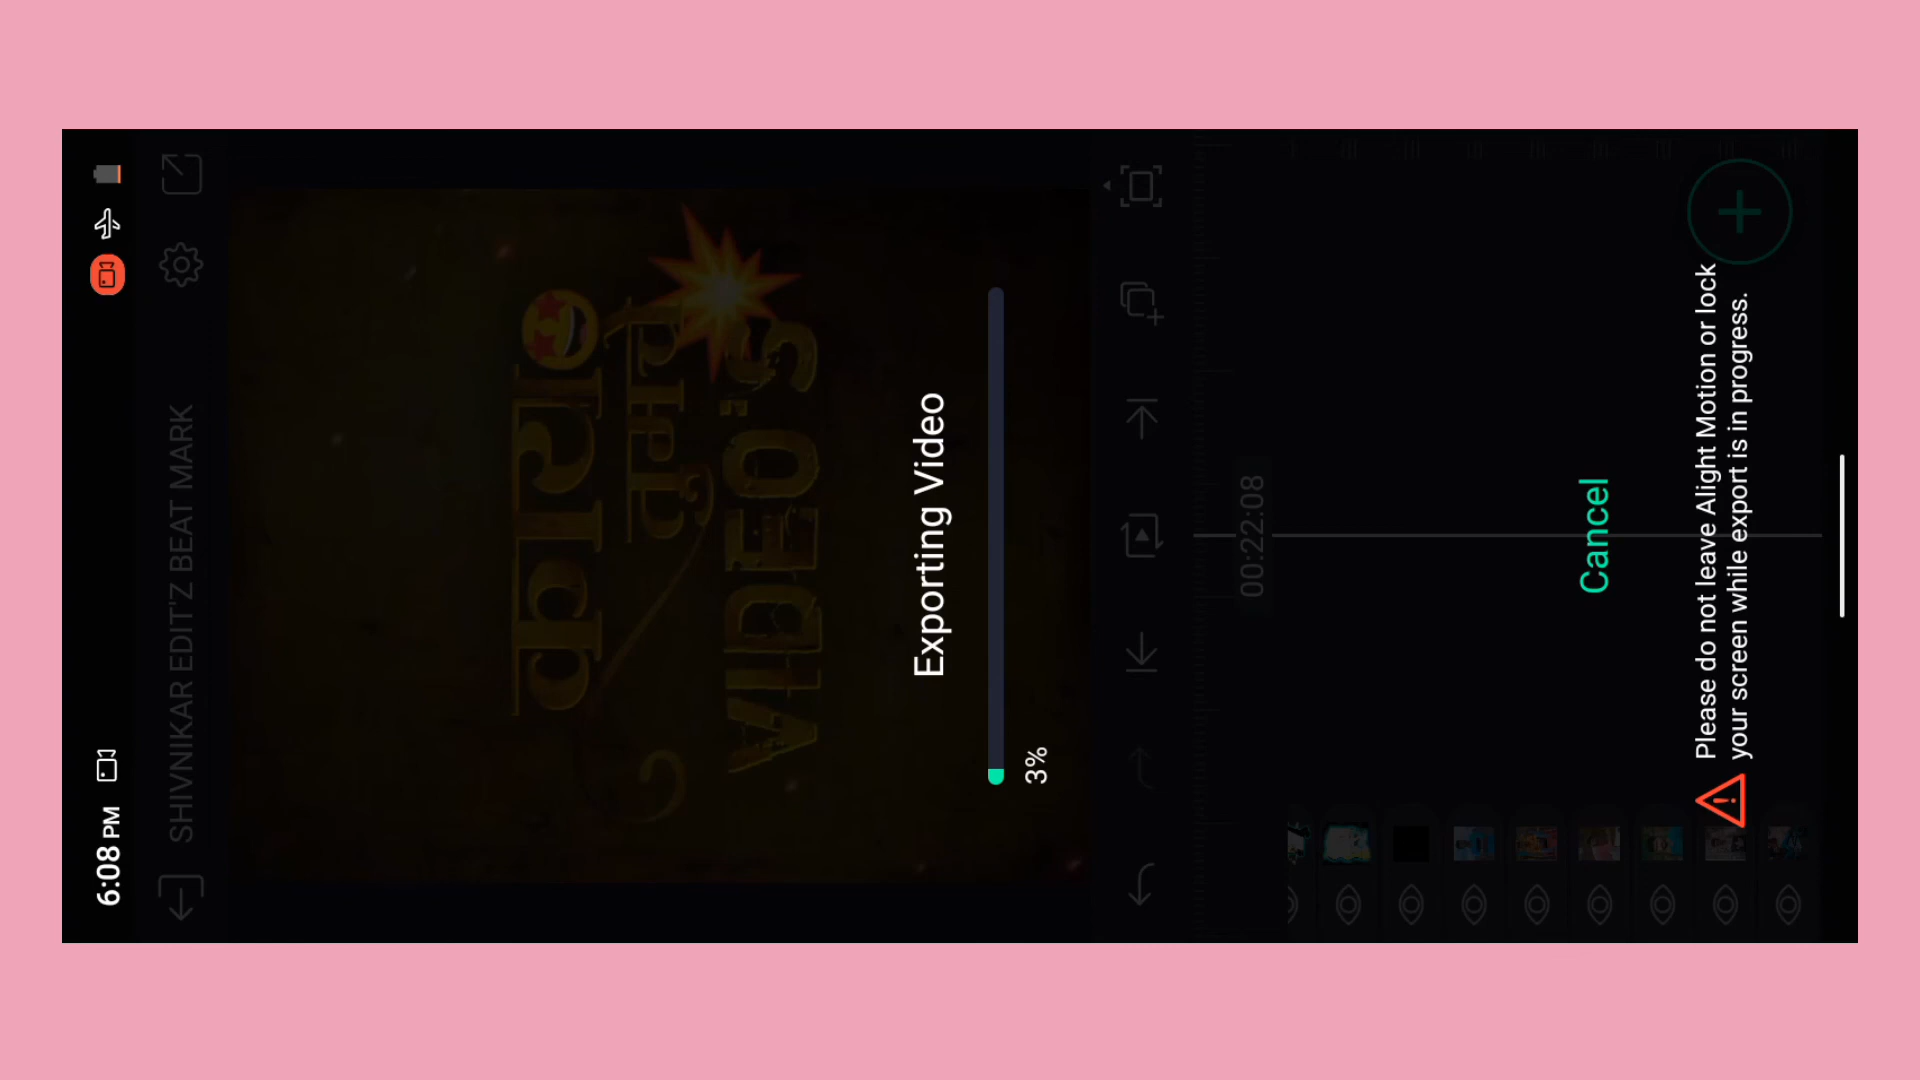 6:08 PM
SHIVNIKAR EDIT'Z BEAT MARK
VIDEO'S
Exporting Video
3%
00:22:08
Cancel
Please do not leave Alight Motion or lock
your screen while export is in progress.